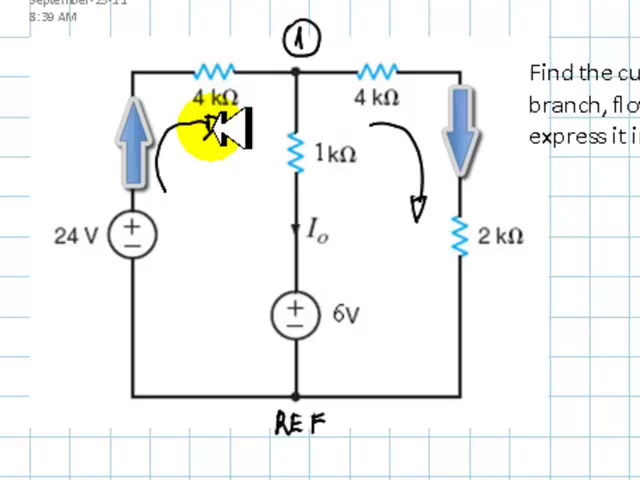 September-25-11
8:39 AM
1
4 kΩ
4 kΩ
Find the cu
branch, flo
express it i
1kΩ
24 V
+
−
Io
2 kΩ
+
−
6V
REF